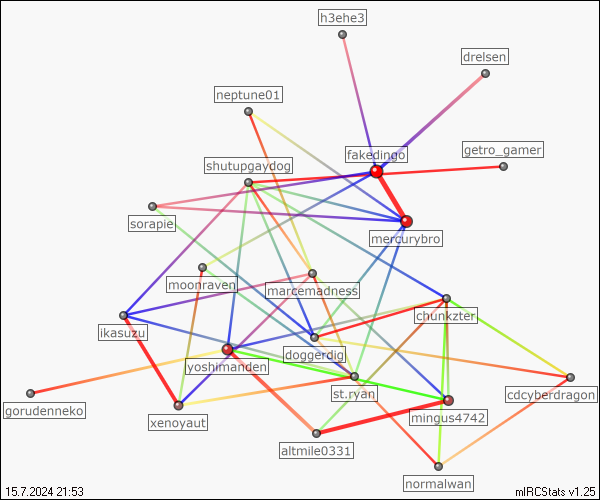 h3ehe3
drelsen
neptune01
getro_gamer
fakedingo
shutupgaydog
sorapie
mercurybro
moonraven
marcemadness
chunkzter
ikasuzu
doggerdig
yoshimanden
st.ryan
cdcyberdragon
gorudenneko
xenoyaut
mingus4742
altmile0331
normalwan
15.7.2024 21:53
mIRCStats v1.25